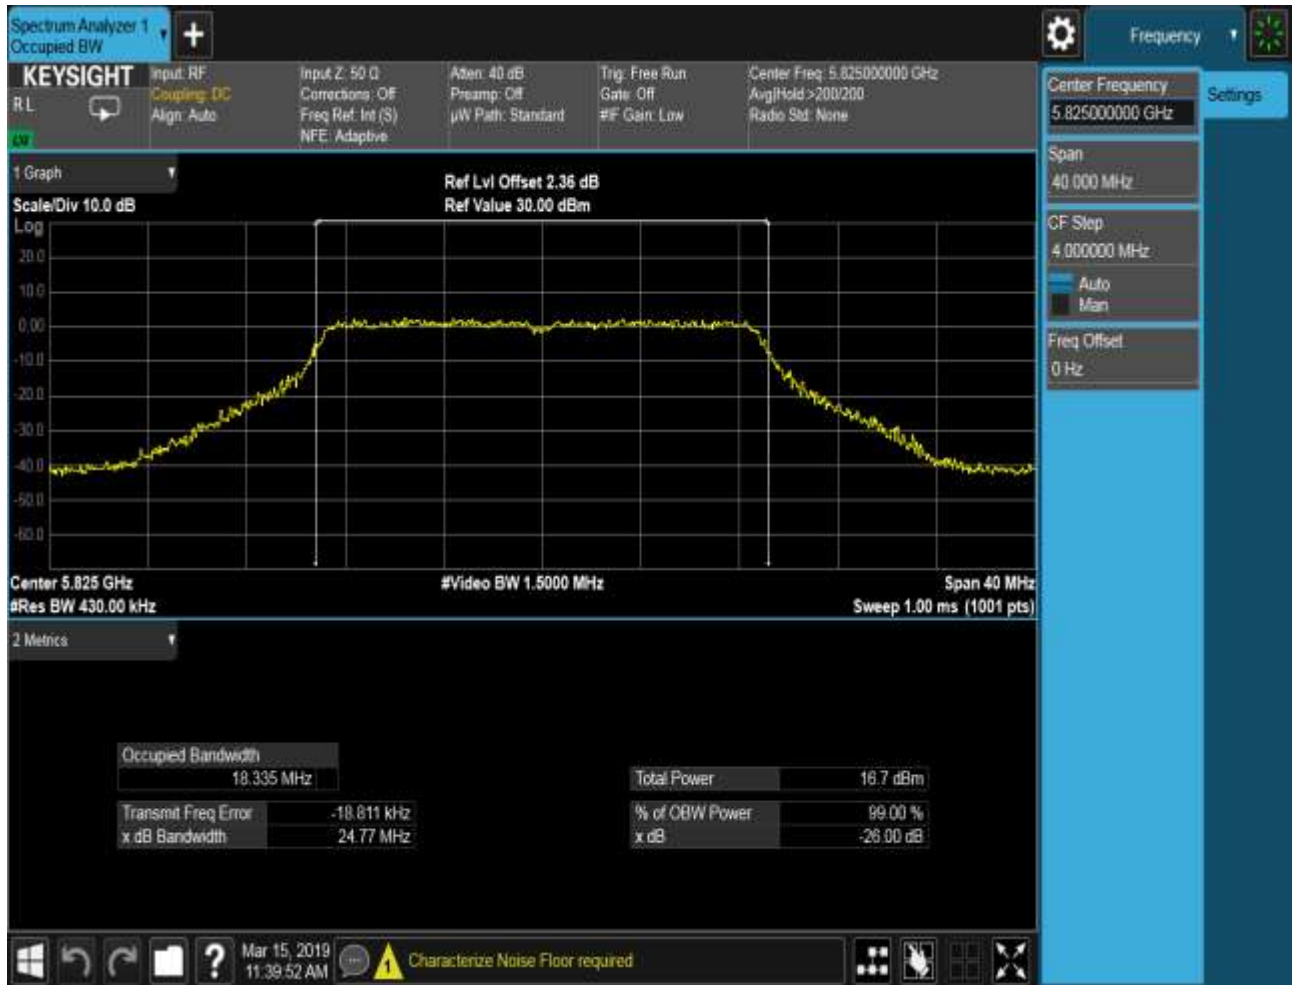 Spectrum Analyzer 1
Occupied BW
Frequency
KEYSIGHT
Input: RF
Input Z: 50 Ω
Atten: 40 dB
Trig: Free Run
Center Freq: 5.825000000 GHz
R L
Coupling: DC
Corrections: Off
Preamp: Off
Gate: Off
Avg|Hold:>200/200
Align: Auto
Freq Ref: Int (S)
µW Path: Standard
#IF Gain: Low
Radio Std: None
NFE: Adaptive
Center Frequency
5.825000000 GHz
Settings
Span
40.000 MHz
CF Step
4.000000 MHz
Auto
Man
Freq Offset
0 Hz
1 Graph
Ref Lvl Offset 2.36 dB
Scale/Div 10.0 dB
Ref Value 30.00 dBm
Log
20.0
10.0
0.00
-10.0
-20.0
-30.0
-40.0
-50.0
-60.0
Center 5.825 GHz
#Video BW 1.5000 MHz
Span 40 MHz
#Res BW 430.00 kHz
Sweep 1.00 ms (1001 pts)
2 Metrics
Occupied Bandwidth
18.335 MHz
Total Power 16.7 dBm
Transmit Freq Error -18.811 kHz
% of OBW Power 99.00 %
x dB Bandwidth 24.77 MHz
x dB -26.00 dB
?
Mar 15, 2019
11:39:52 AM
1
Characterize Noise Floor required